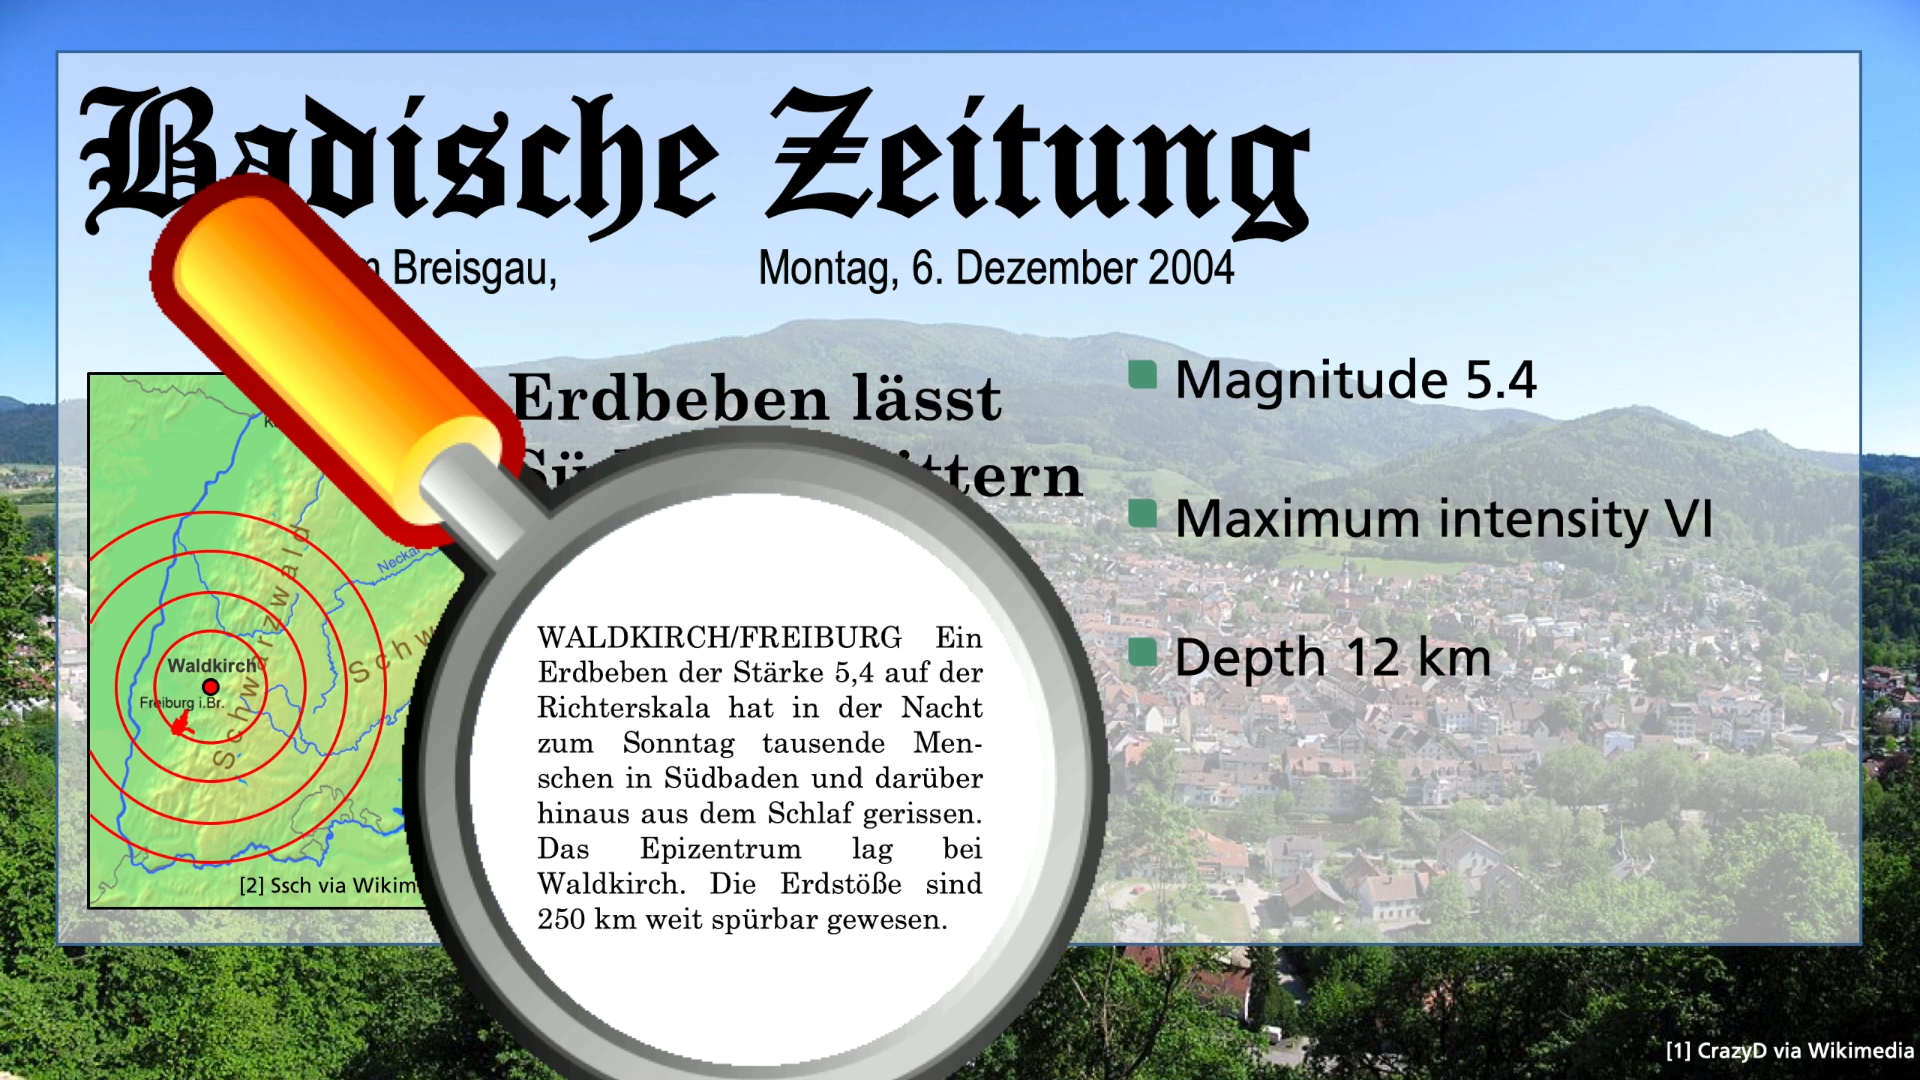 Badische Zeitung
Breisgau,
Montag, 6. Dezember 2004
Erdbeben lässt
Magnitude 5.4
Maximum intensity VI
Depth 12 km
Neckar
Schwarzwald
Waldkirch
Freiburg i.Br.
[2] Ssch via Wikim
WALDKIRCH/FREIBURG Ein
Erdbeben der Stärke 5,4 auf der
Richterskala hat in der Nacht
zum Sonntag tausende Men-
schen in Südbaden und darüber
hinaus aus dem Schlaf gerissen.
Das Epizentrum lag bei
Waldkirch. Die Erdstöße sind
250 km weit spürbar gewesen.
[1] CrazyD via Wikimedia